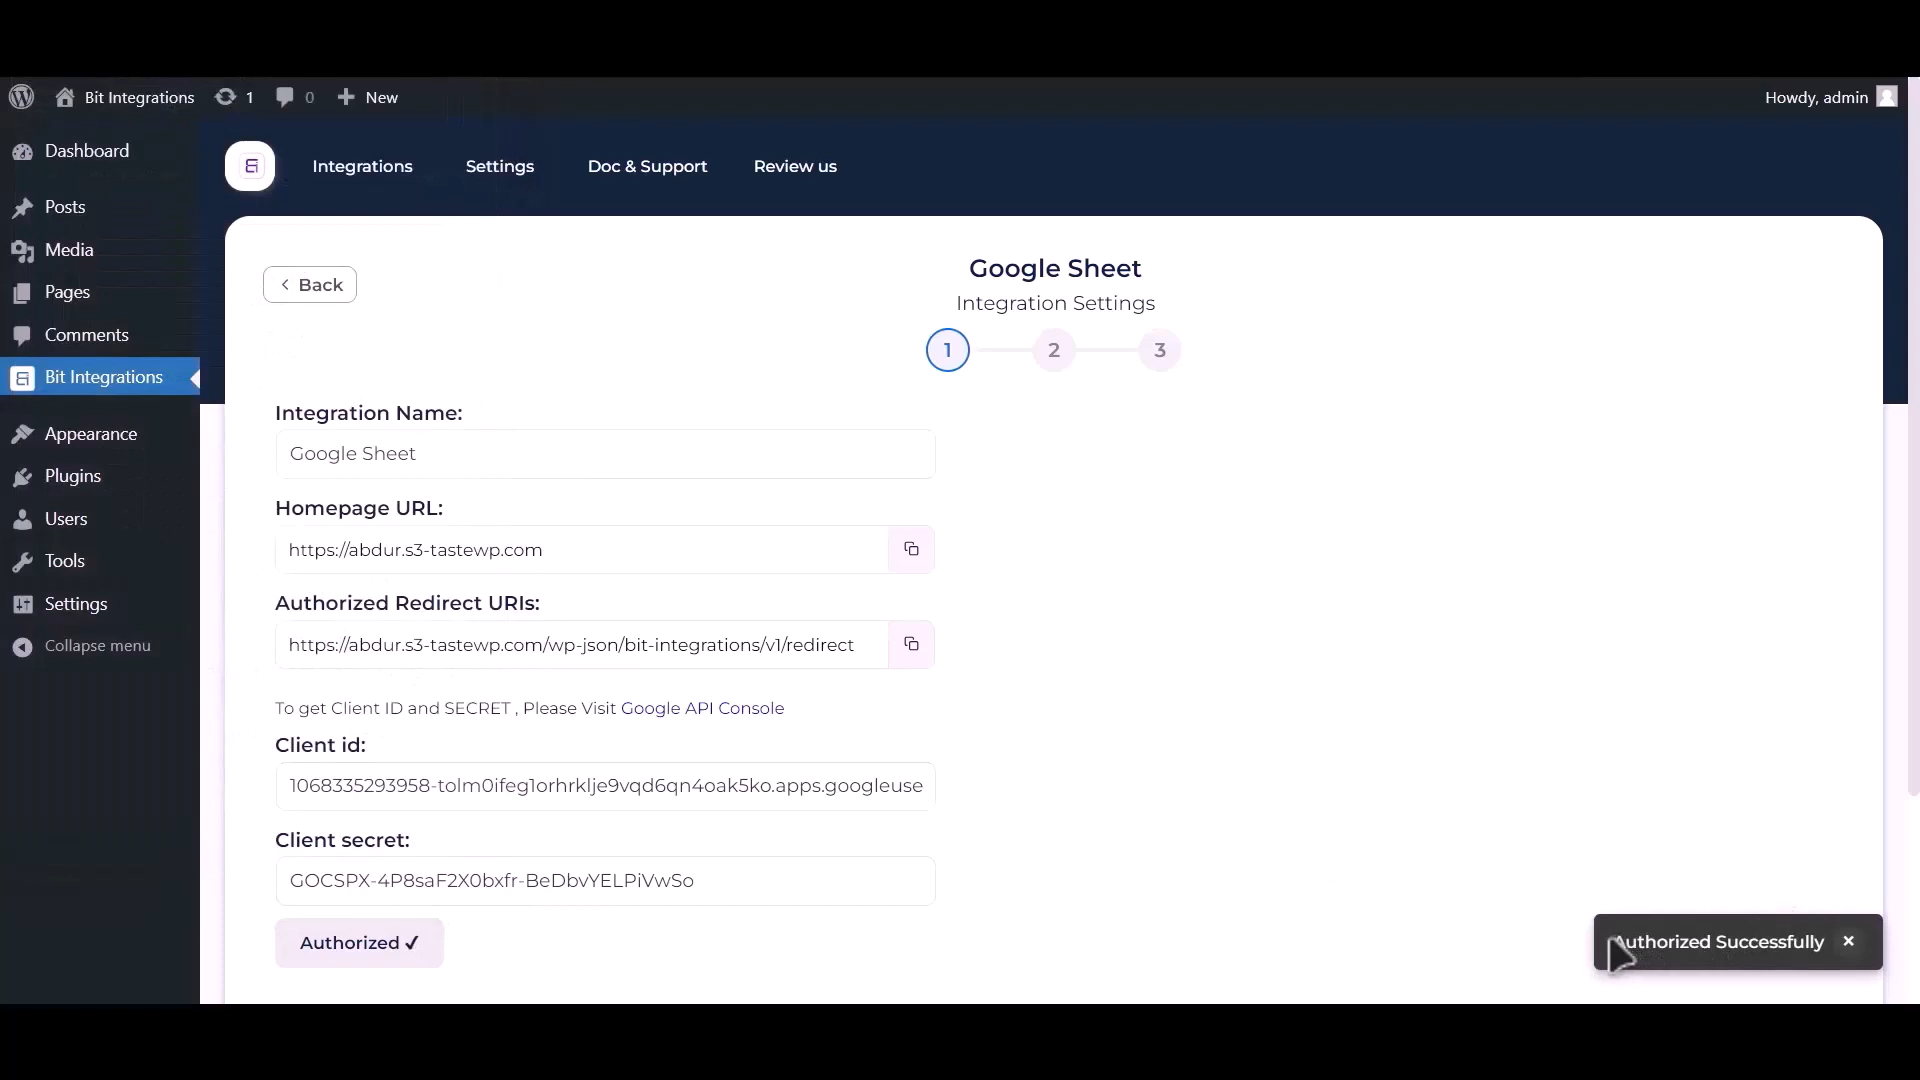 Bit Integrations 1 0 New Howdy, admin
Dashboard
Posts
Media
Pages
Comments
Bit Integrations
Appearance
Plugins
Users
Tools
Settings
Collapse menu
Integrations Settings Doc & Support Review us
Back
Google Sheet
Integration Settings
1 2 3
Integration Name:
Google Sheet
Homepage URL:
https://abdur.s3-tastewp.com
Authorized Redirect URIs:
https://abdur.s3-tastewp.com/wp-json/bit-integrations/v1/redirect
To get Client ID and SECRET , Please Visit Google API Console
Client id:
1068335293958-tolm0ifeg1orhrklje9vqd6qn4oak5ko.apps.googleuse
Client secret:
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
Authorized ✔
Authorized Successfully ×